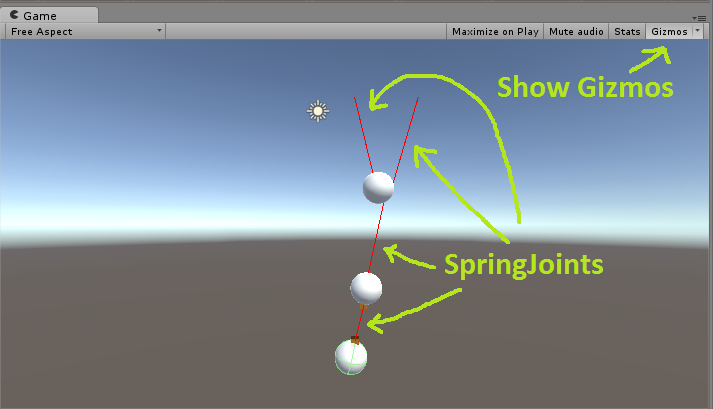 Game
Free Aspect
Maximize on Play Mute audio Stats Gizmos
Show Gizmos
SpringJoints